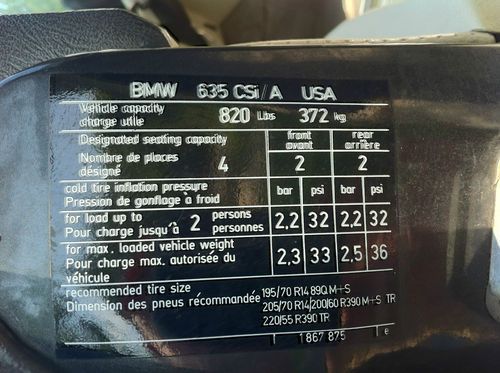 BMW 635 CSi/A USA
Vehicle capacity
charge utile 820 Lbs 372 kg
Designated seating capacity front avant rear arrière
Nombre de places désigné 4 2 2
cold tire inflation pressure
Pression de gonflage à froid bar psi bar psi
for load up to 2 persons
Pour charge jusqu'à personnes 2,2 32 2,2 32
for max. loaded vehicle weight
Pour charge max. autorisée du véhicule 2.3 33 2.5 36
recommended tire size
Dimension des pneus récommandée
195/70 R14 89Q M+S
205/70 R14/200/60 R390 M+S TR
220/55 R390 TR
1 867 875 e